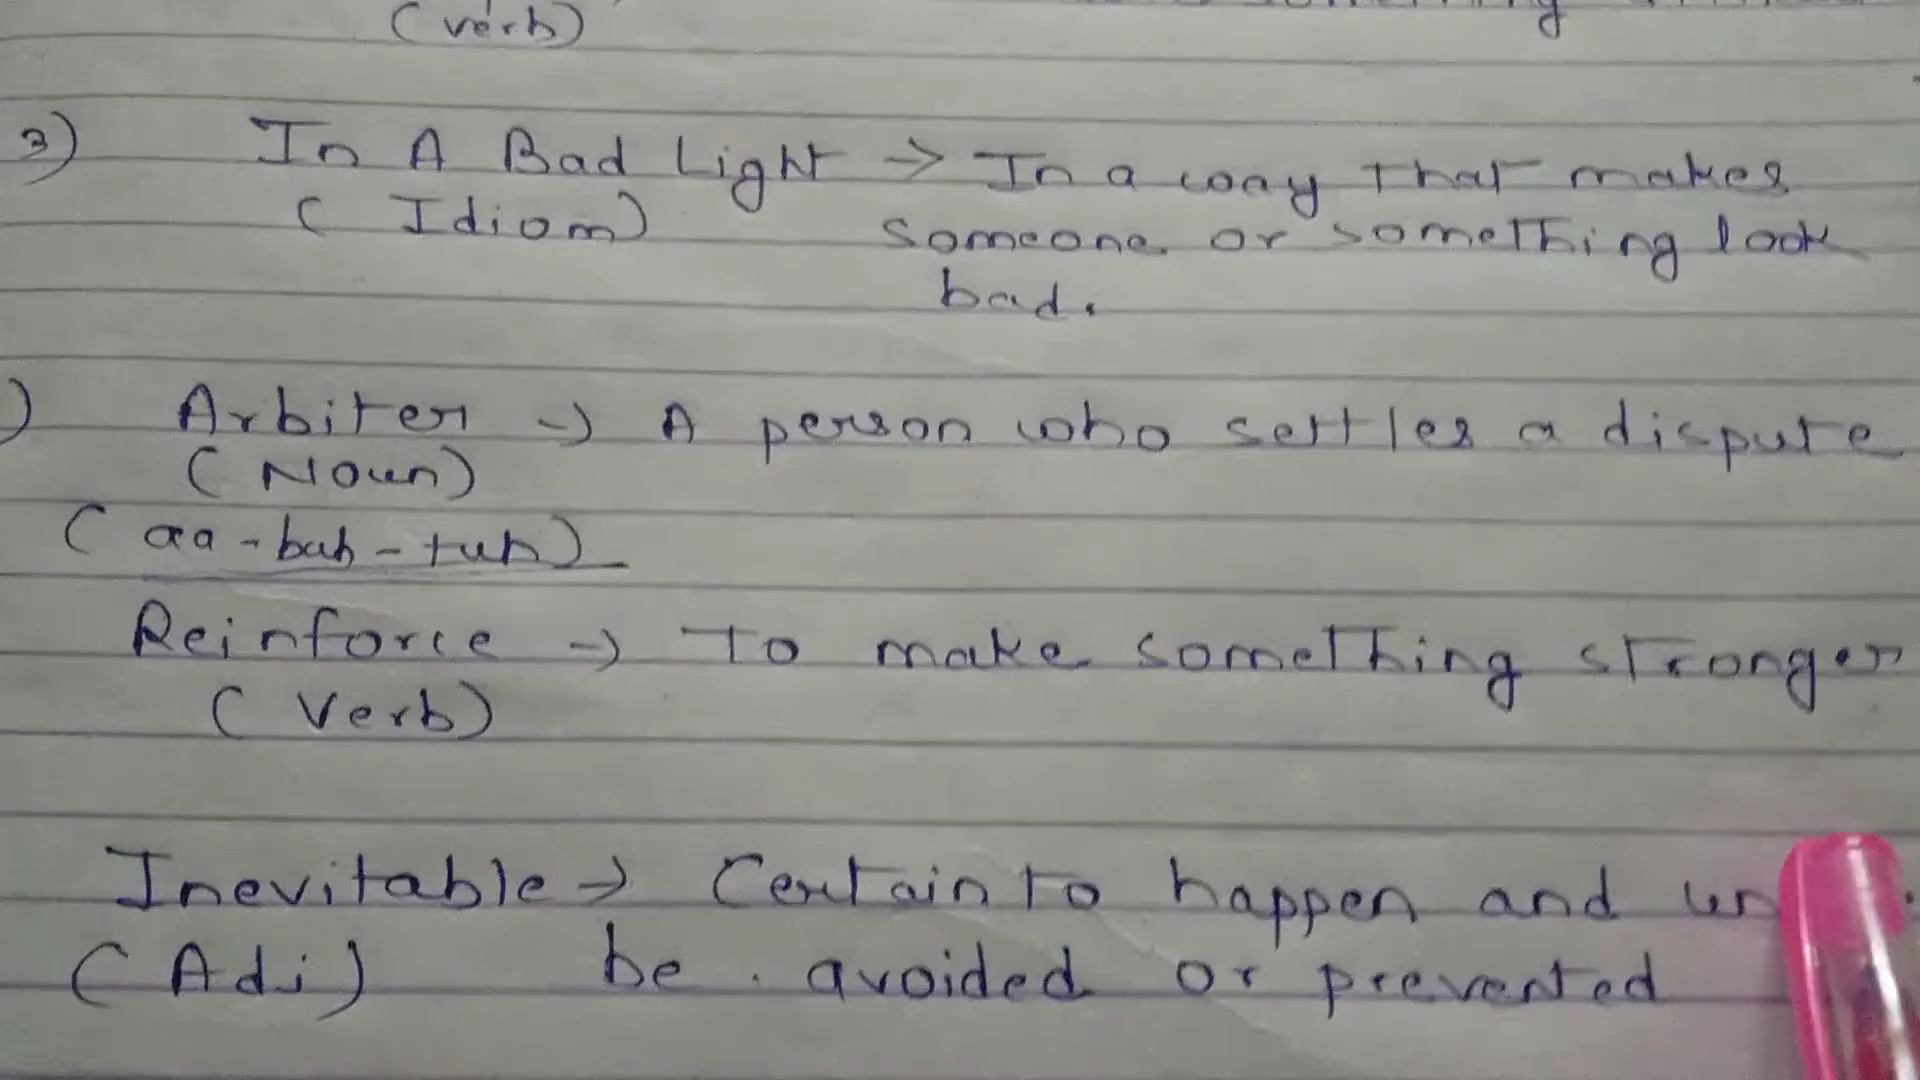 (verb)
3) In A Bad Light → In a way that makes
(Idiom) someone or something look
bad.
) Arbiter → A person who settles a dispute
(Noun)
(aa-buh-tuh)
Reinforce → To make something stronger
(Verb)
Inevitable → Certain to happen and un
(Adj) be avoided or prevented